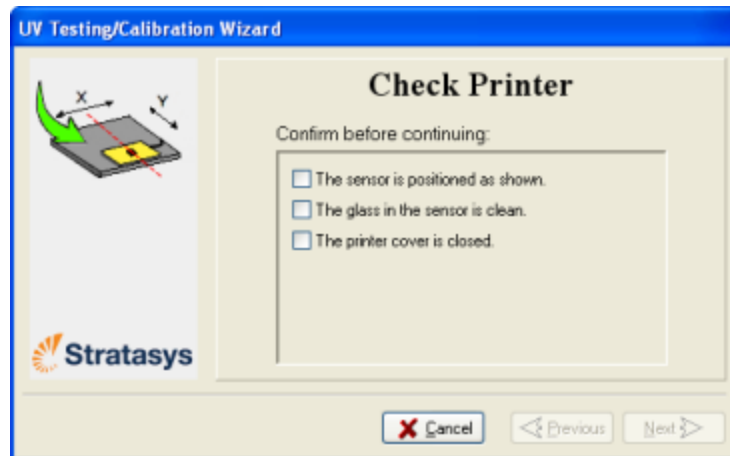 UV Testing/Calibration Wizard
X
Y
Check Printer
Confirm before continuing:
The sensor is positioned as shown.
The glass in the sensor is clean.
The printer cover is closed.
Stratasys
Cancel
Previous
Next